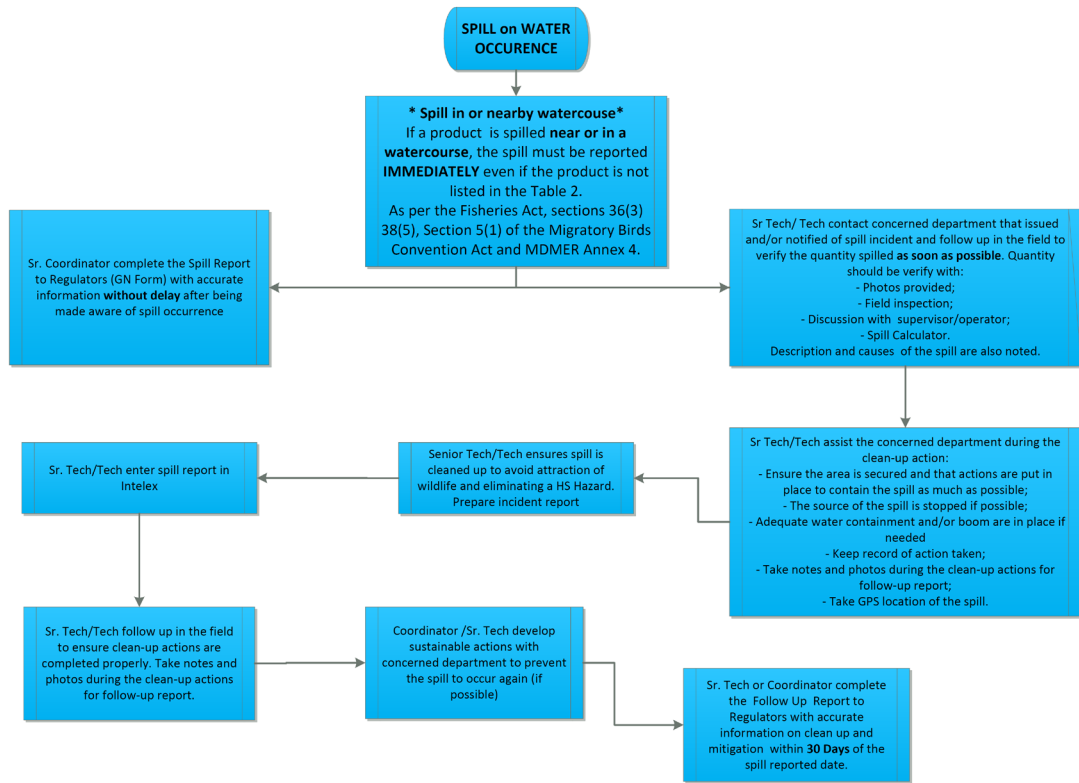 SPILL on WATER
OCCURENCE
* Spill in or nearby watercouse*
If a product is spilled near or in a
watercourse, the spill must be reported
IMMEDIATELY even if the product is not
listed in the Table 2.
As per the Fisheries Act, sections 36(3)
38(5), Section 5(1) of the Migratory Birds
Convention Act and MDMER Annex 4.
Sr. Coordinator complete the Spill Report
to Regulators (GN Form) with accurate
information without delay after being
made aware of spill occurrence
Sr Tech/ Tech contact concerned department that issued
and/or notified of spill incident and follow up in the field to
verify the quantity spilled as soon as possible. Quantity
should be verify with:
- Photos provided;
- Field inspection;
- Discussion with supervisor/operator;
- Spill Calculator.
Description and causes of the spill are also noted.
Sr Tech/Tech assist the concerned department during the
clean-up action:
- Ensure the area is secured and that actions are put in
place to contain the spill as much as possible;
- The source of the spill is stopped if possible;
- Adequate water containment and/or boom are in place if
needed
- Keep record of action taken;
- Take notes and photos during the clean-up actions for
follow-up report;
- Take GPS location of the spill.
Senior Tech/Tech ensures spill
is cleaned up to avoid attraction of
wildlife and eliminating a HS Hazard.
Prepare incident report
Sr. Tech/Tech enter spill report in
Intelex
Sr. Tech/Tech follow up in the field
to ensure clean-up actions are
completed properly. Take notes and
photos during the clean-up actions
for follow-up report.
Coordinator /Sr. Tech develop
sustainable actions with
concerned department to prevent
the spill to occur again (if
possible)
Sr. Tech or Coordinator complete
the Follow Up Report to
Regulators with accurate
information on clean up and
mitigation within 30 Days of the
spill reported date.